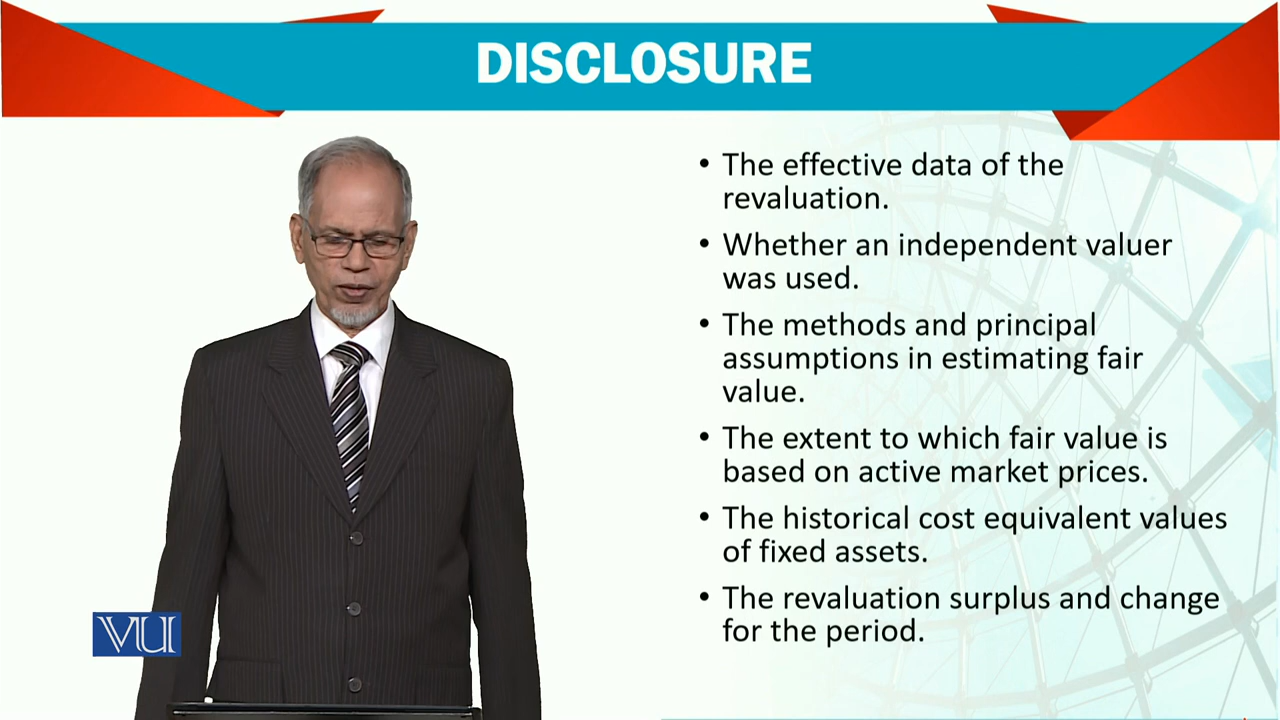 DISCLOSURE
• The effective data of the
revaluation.
• Whether an independent valuer
was used.
• The methods and principal
assumptions in estimating fair
value.
• The extent to which fair value is
based on active market prices.
• The historical cost equivalent values
of fixed assets.
• The revaluation surplus and change
for the period.
VU